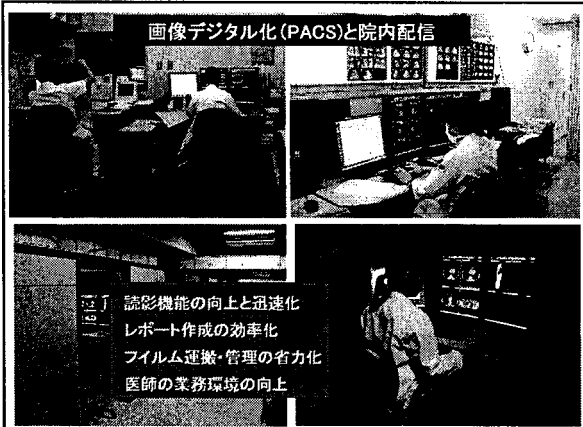 画像デジタル化(PACS)と院内配信
読影機能の向上と迅速化
レポート作成の効率化
フイルム運搬・管理の省力化
医師の業務環境の向上